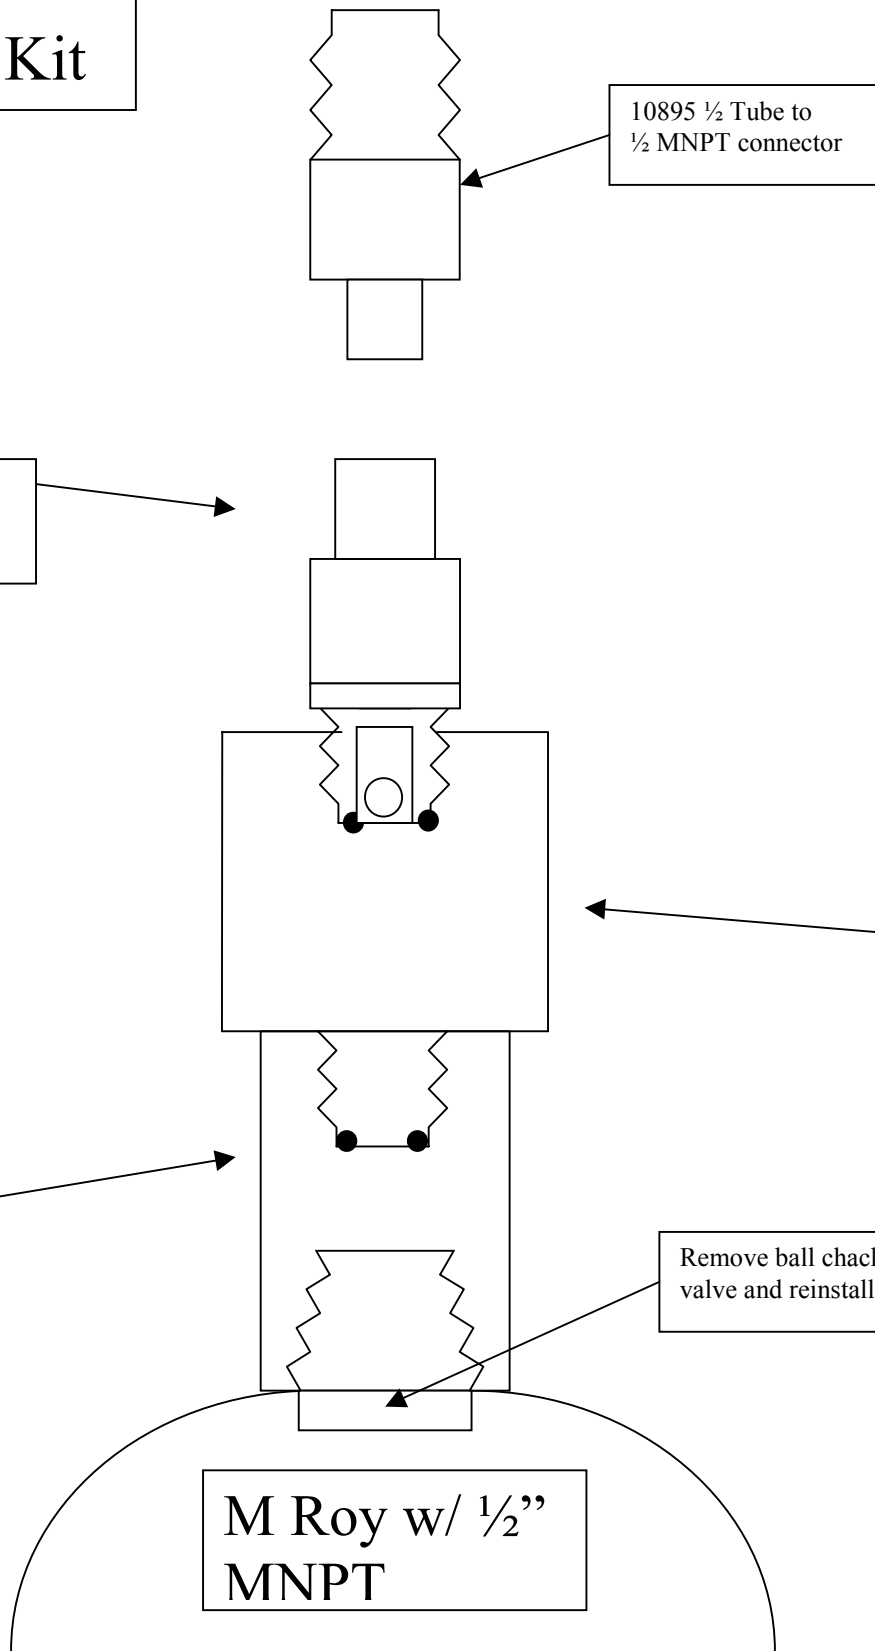 Kit
10895 ½ Tube to
½ MNPT connector
Remove ball
valve and reinstall
M Roy w/ ½”
MNPT